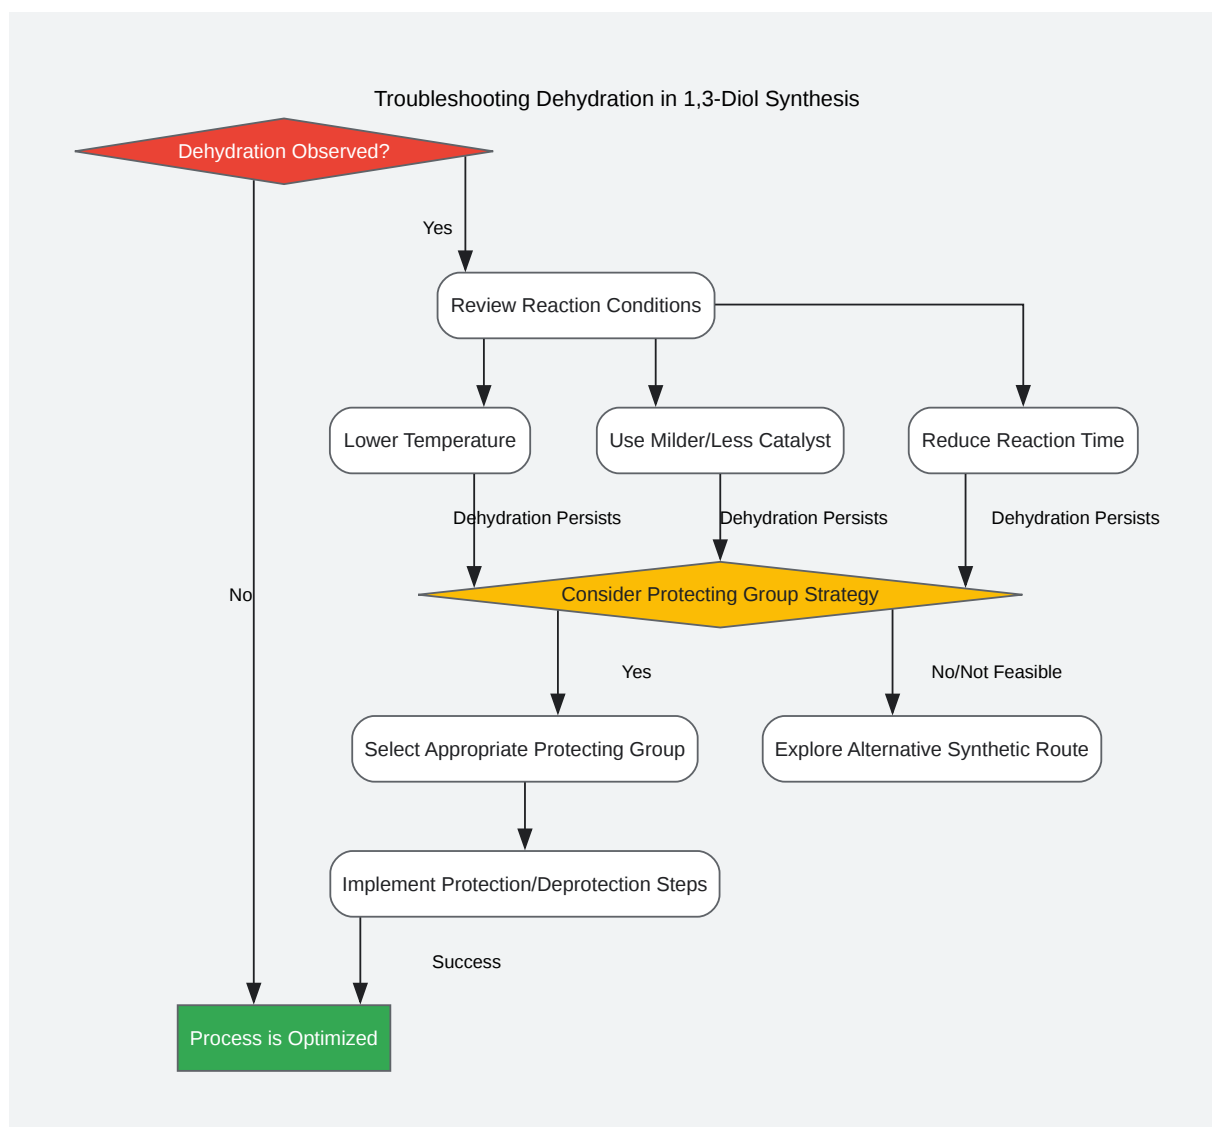 Troubleshooting Dehydration in 1,3-Diol Synthesis
Dehydration Observed?
Yes
Review Reaction Conditions
Lower Temperature
Use Milder/Less Catalyst
Reduce Reaction Time
Dehydration Persists
Dehydration Persists
Dehydration Persists
No
Consider Protecting Group Strategy
Yes
No/Not Feasible
Select Appropriate Protecting Group
Explore Alternative Synthetic Route
Implement Protection/Deprotection Steps
Success
Process is Optimized